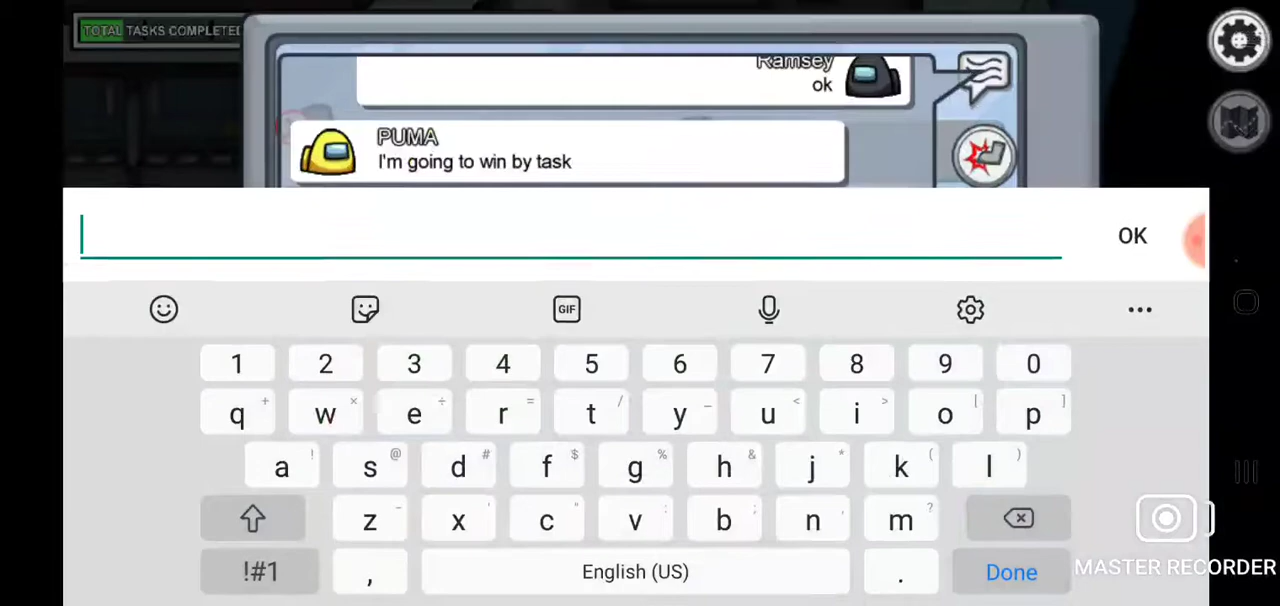 TOTAL TASKS COMPLETED
Ramsey
ok
PUMA
I'm going to win by task
OK
GIF
1 2 3 4 5 6 7 8 9 0
q + w × e ÷ r = t / y _ u < i > o [ p ]
a ! s @ d # f $ g % h & j * k ( l )
z - x ' c " v : b ; n , m ?
!#1 , English (US) . Done
MASTER RECORDER